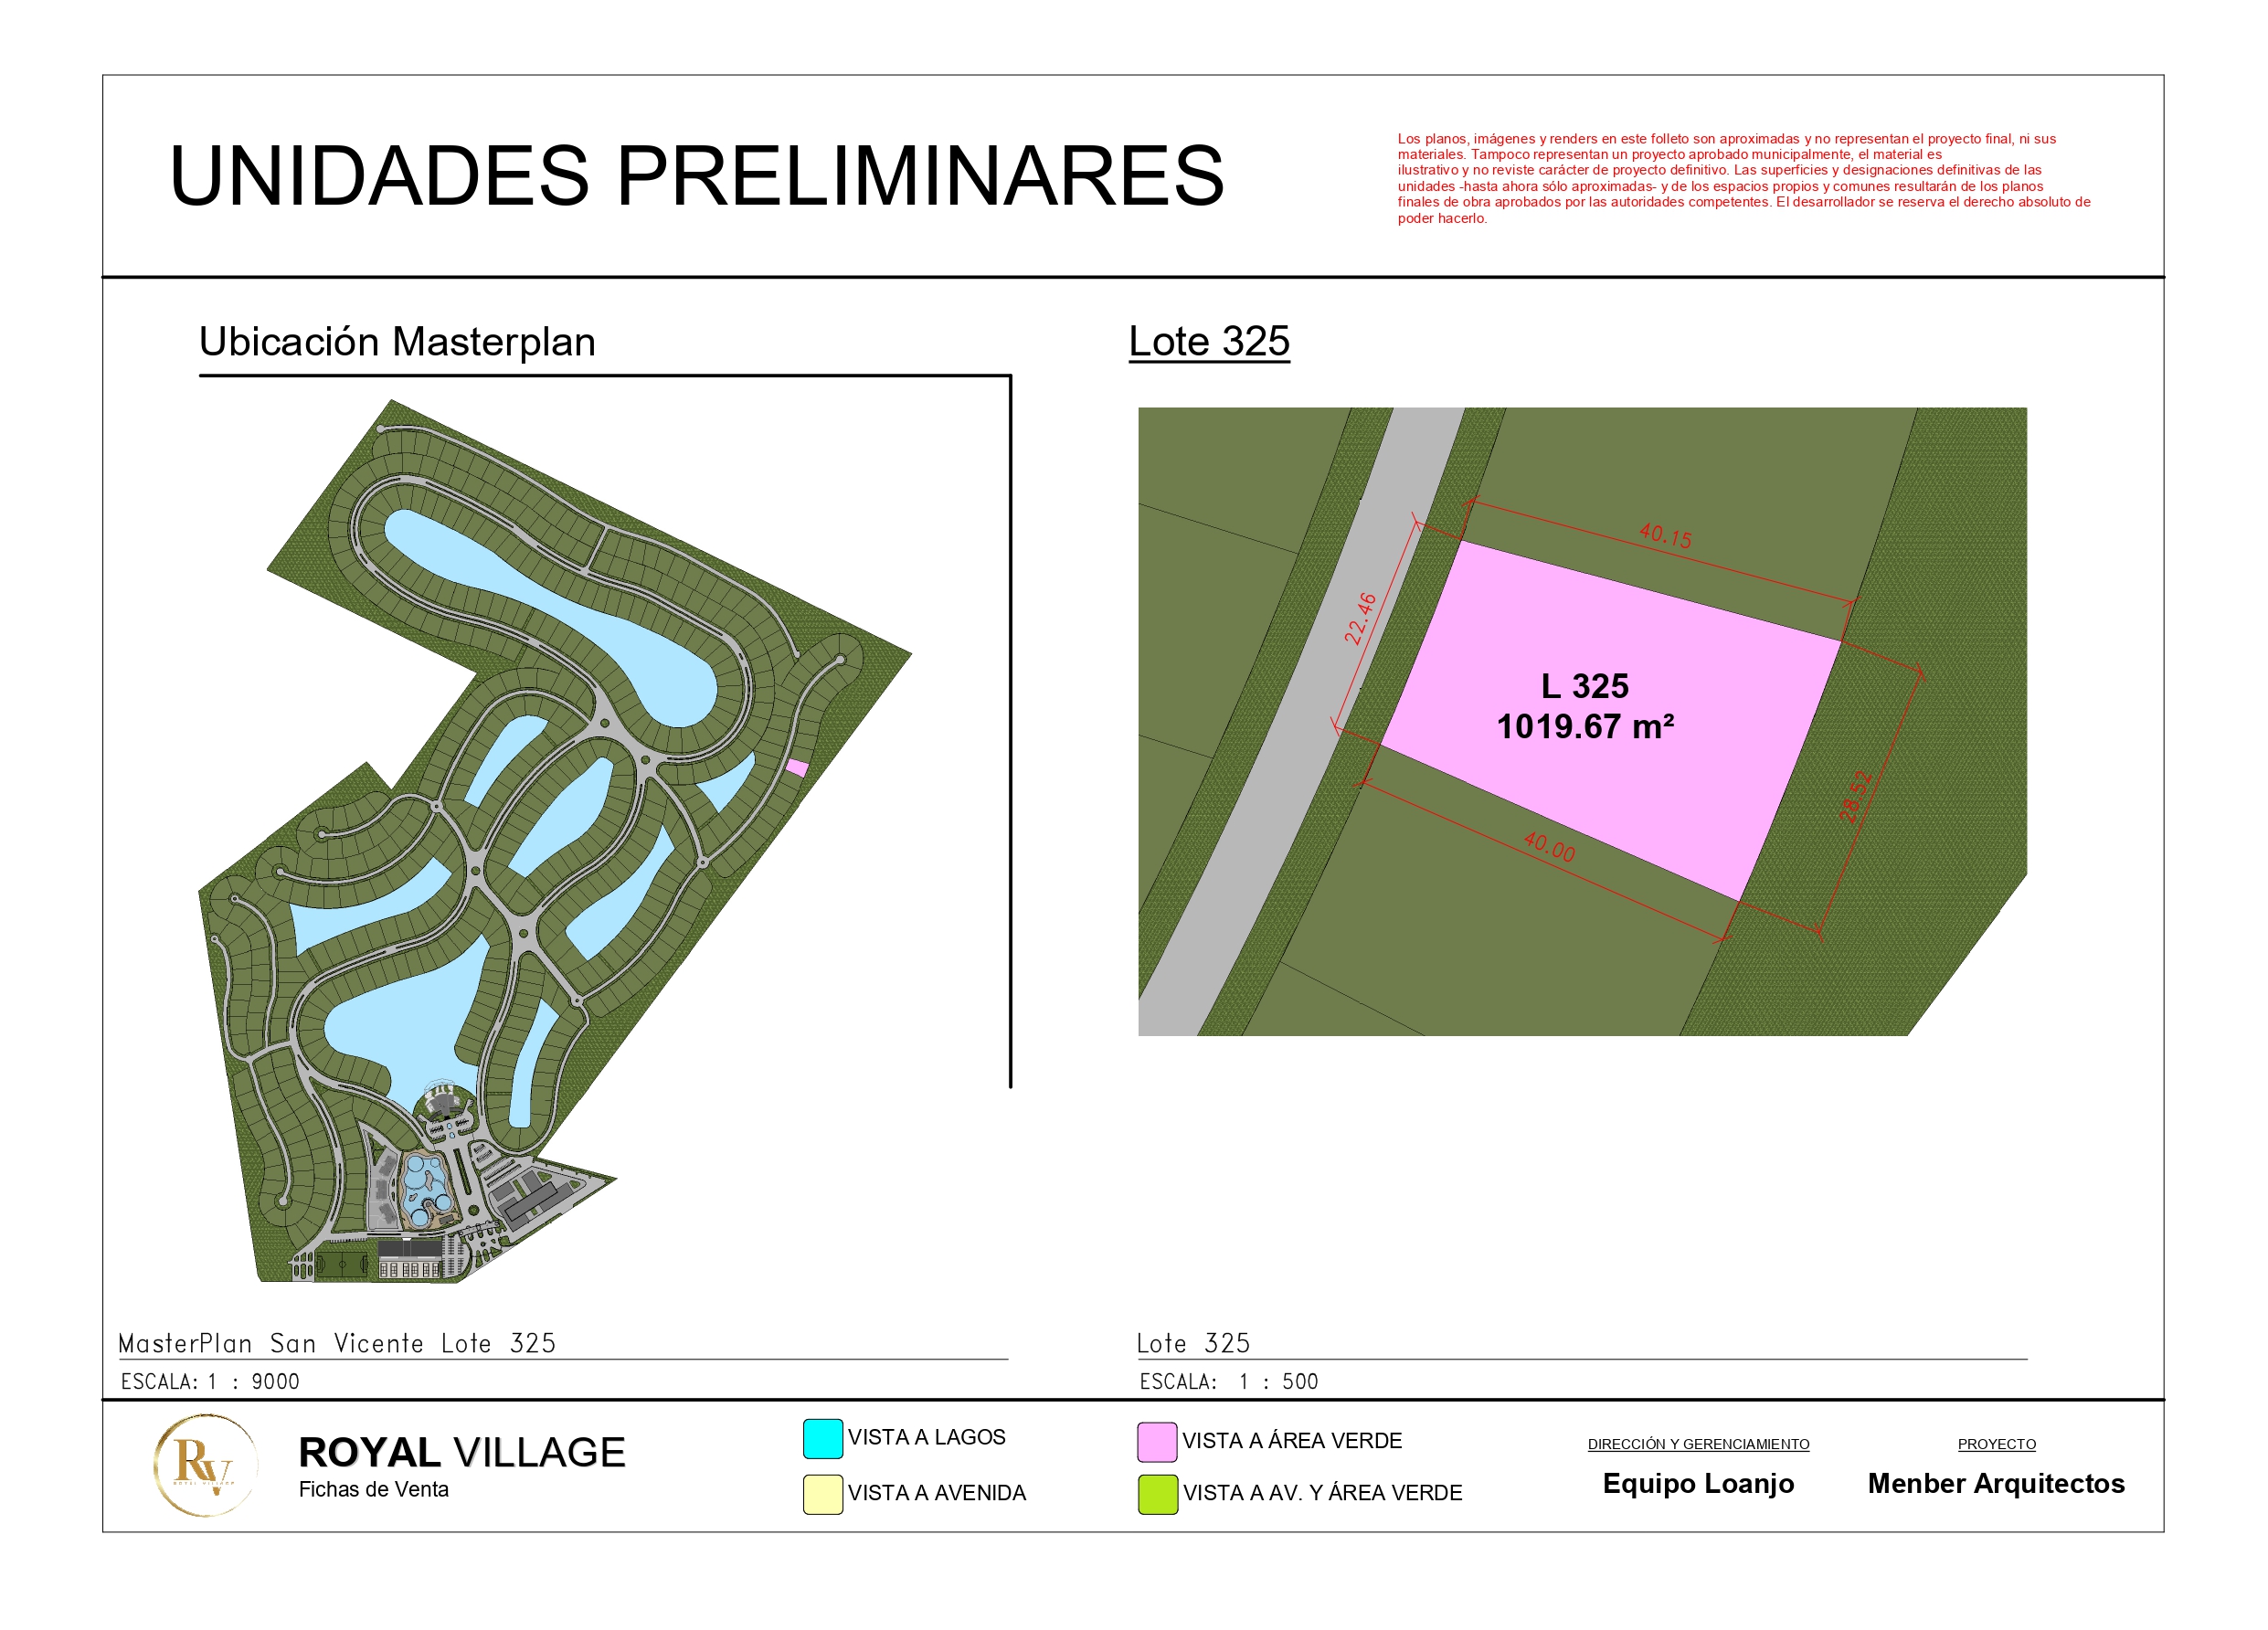 UNIDADES PRELIMINARES
Los planos, imágenes y renders en este folleto son aproximadas y no representan el proyecto final, ni sus
materiales. Tampoco representan un proyecto aprobado municipalmente, el material es
ilustrativo y no reviste carácter de proyecto definitivo. Las superficies y designaciones definitivas de las
unidades -hasta ahora sólo aproximadas- y de los espacios propios y comunes resultarán de los planos
finales de obra aprobados por las autoridades competentes. El desarrollador se reserva el derecho absoluto de
poder hacerlo.
Ubicación Masterplan
Lote 325
40.15
22.46
L 325
1019.67 m²
28.52
40.00
MasterPlan San Vicente Lote 325
ESCALA: 1 : 9000
Lote 325
ESCALA: 1 : 500
RV
ROYAL VILLAGE
ROYAL VILLAGE
Fichas de Venta
VISTA A LAGOS
VISTA A AVENIDA
VISTA A ÁREA VERDE
VISTA A AV. Y ÁREA VERDE
DIRECCIÓN Y GERENCIAMIENTO
Equipo Loanjo
PROYECTO
Menber Arquitectos